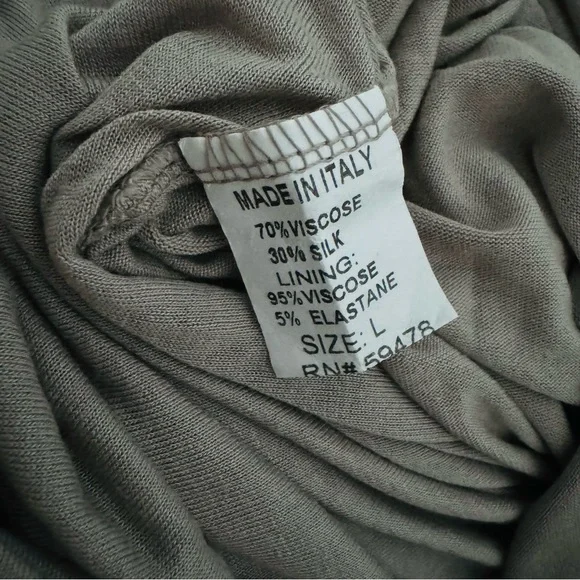 MADE IN ITALY
70% VISCOSE
30% SILK
LINING:
95% VISCOSE
5% ELASTANE
SIZE: L
RN# 59478